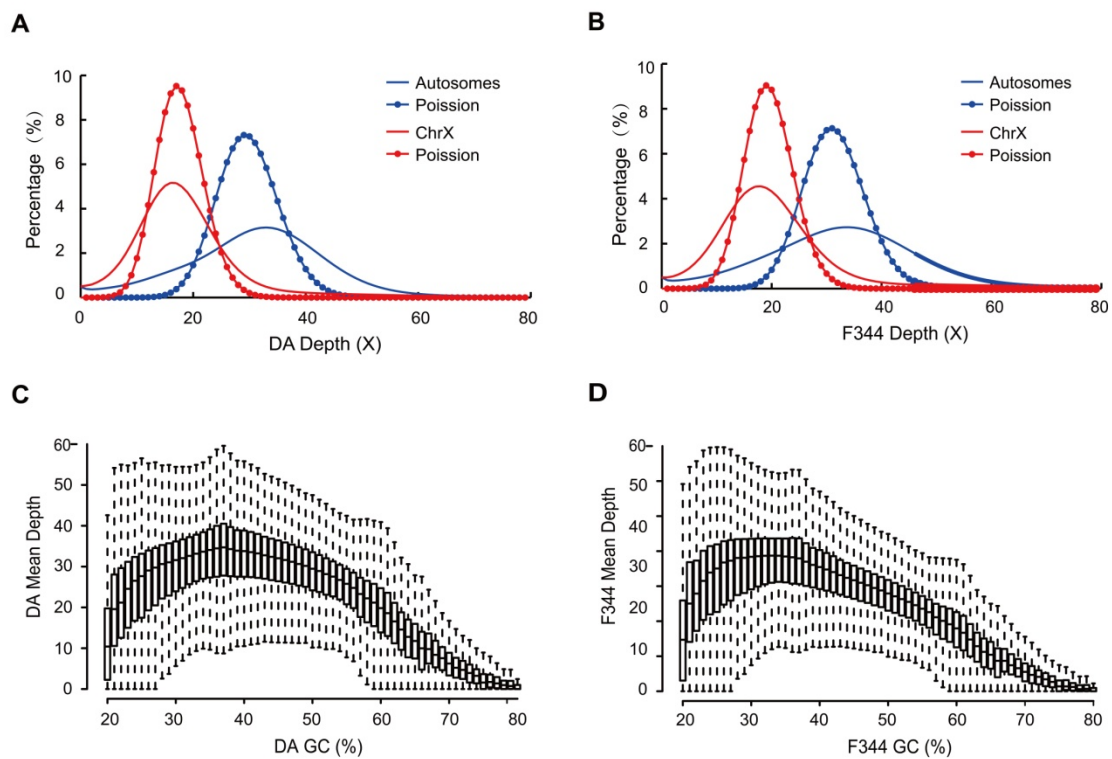 A
10
8
6
4
2
0
Percentage (%)
0 20 40 60 80
DA Depth (X)
Autosomes
Poission
ChrX
Poission
B
10
8
6
4
2
0
Percentage (%)
0 20 40 60 80
F344 Depth (X)
Autosomes
Poission
ChrX
Poission
C
60
50
40
30
20
10
0
DA Mean Depth
20 30 40 50 60 70 80
DA GC (%)
D
60
50
40
30
20
10
0
F344 Mean Depth
20 30 40 50 60 70 80
F344 GC (%)